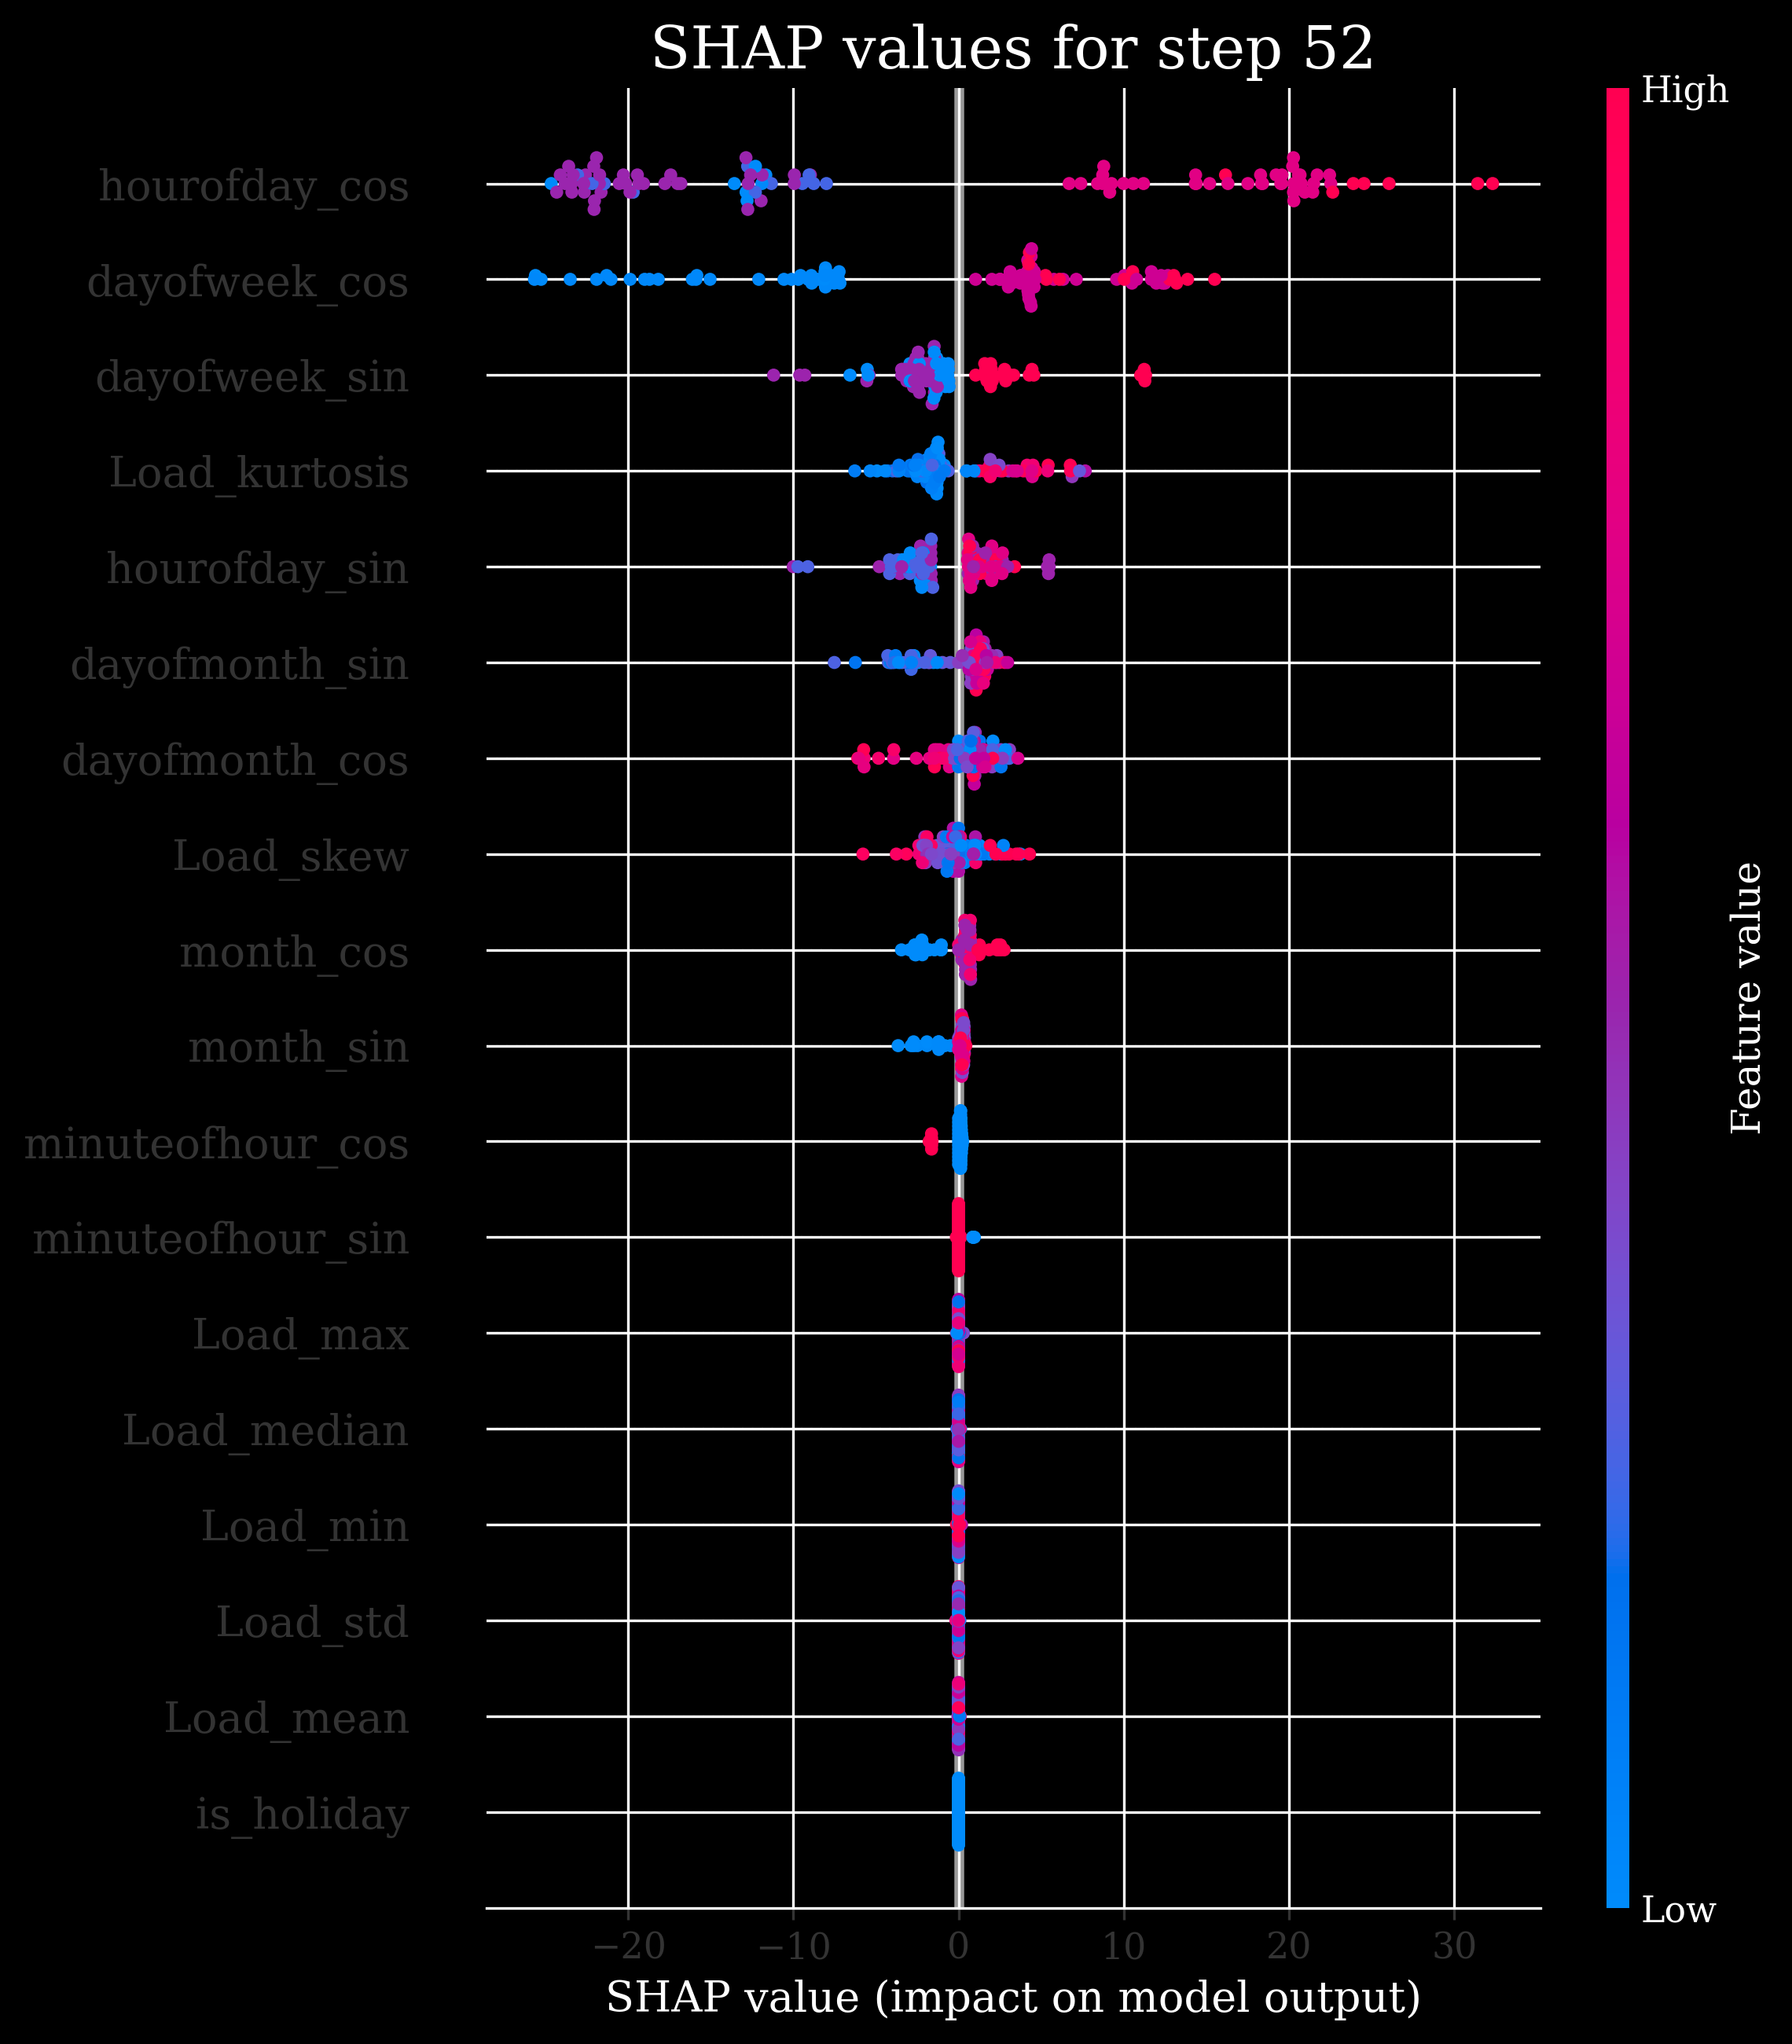 SHAP values for step 52
High
hourofday_cos
dayofweek_cos
dayofweek_sin
Load_kurtosis
hourofday_sin
dayofmonth_sin
dayofmonth_cos
Load_skew
month_cos
month_sin
minuteofhour_cos
minuteofhour_sin
Load_max
Load_median
Load_min
Load_std
Load_mean
is_holiday
Feature value
Low
−20 −10 0 10 20 30
SHAP value (impact on model output)